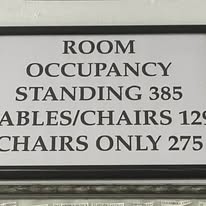 ROOM
OCCUPANCY
STANDING 385
ABLES/CHAIRS 129
CHAIRS ONLY 275